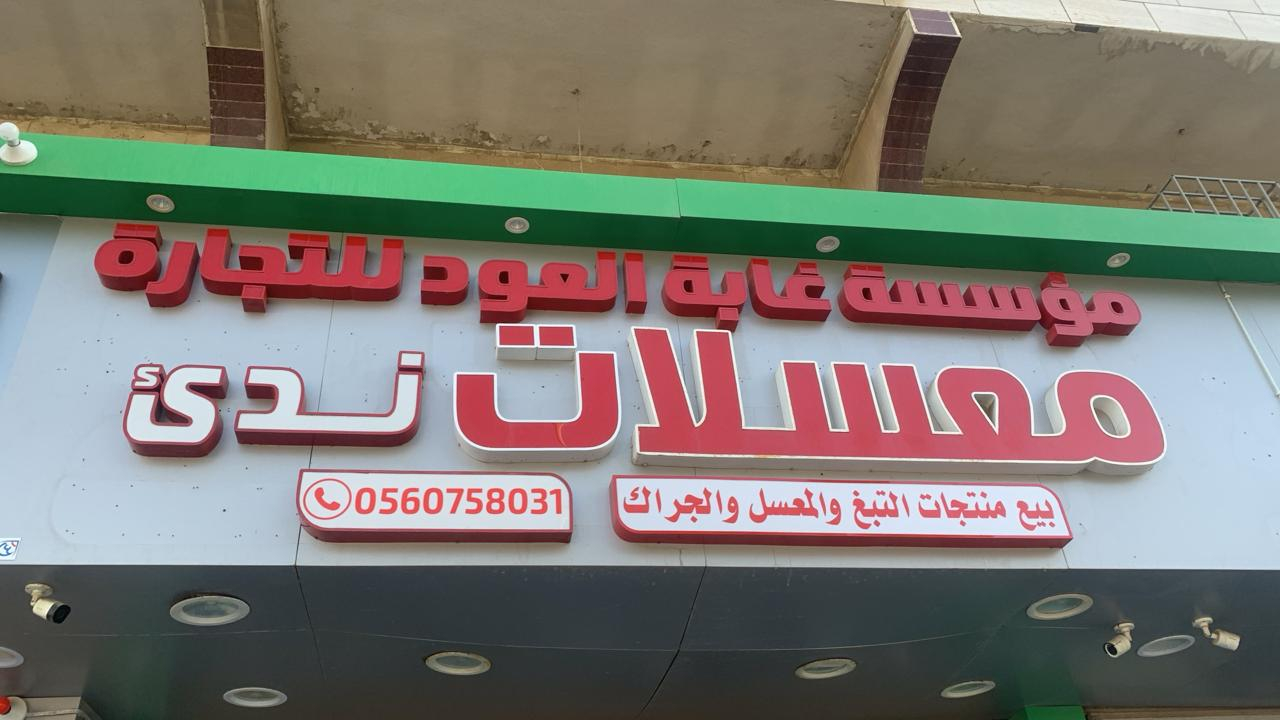 مؤسسة غابة العود للتجارة
معسلات ندىٔ
بيع منتجات التبغ والمعسل والجراك
0560758031